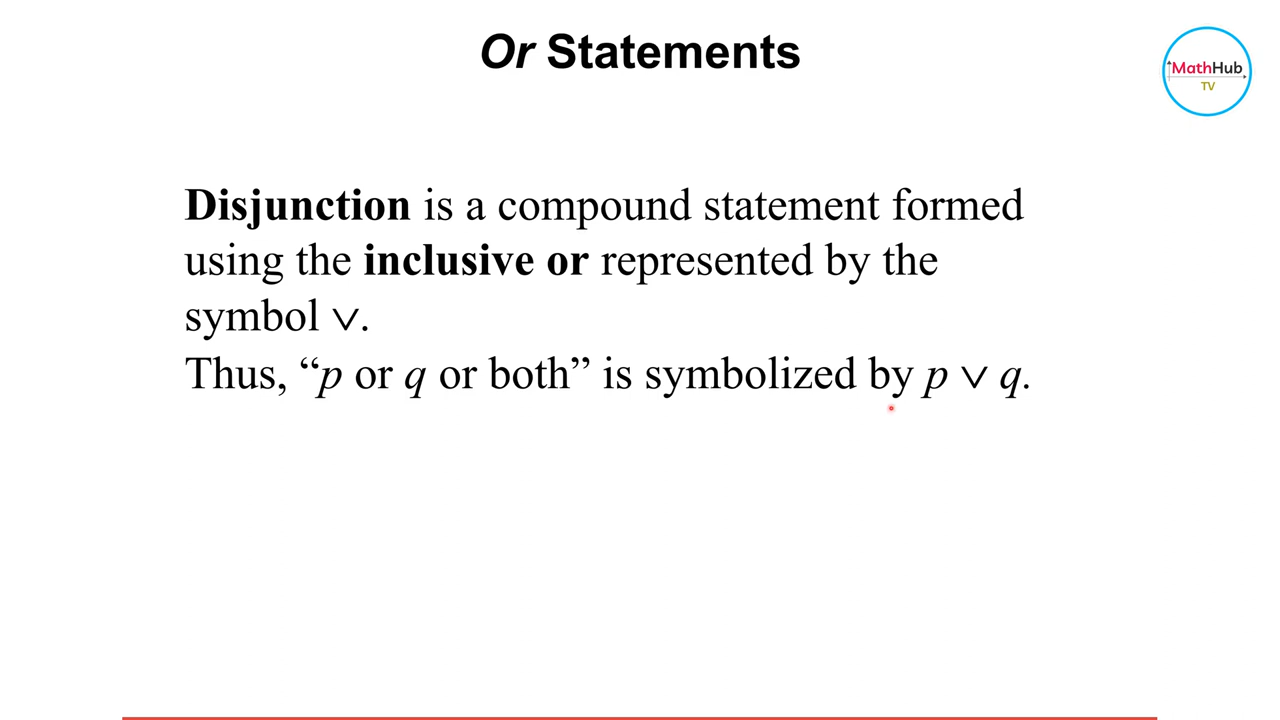 Or Statements
MathHub
TV
Disjunction is a compound statement formed
using the inclusive or represented by the
symbol ∨.
Thus, “p or q or both” is symbolized by p ∨ q.